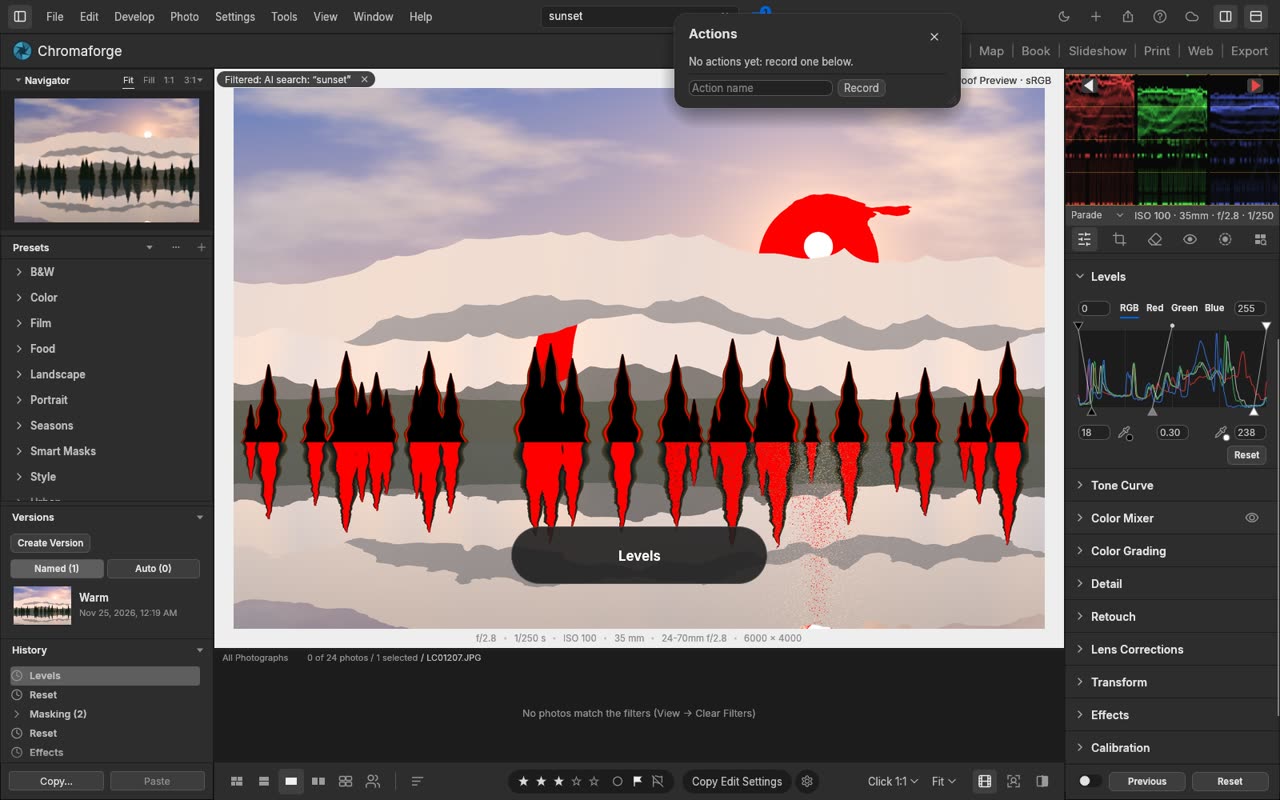 File Edit Develop Photo Settings Tools View Window Help
sunset
Chromaforge
Map Book Slideshow Print Web Export
Actions
No actions yet: record one below.
Action name Record
Navigator Fit Fill 1:1 3:1
Filtered: AI search: “sunset”
oof Preview · sRGB
Parade ISO 100 · 35mm · f/2.8 · 1/250
Presets
B&W
Color
Film
Food
Landscape
Portrait
Seasons
Smart Masks
Style
Versions
Create Version
Named (1) Auto (0)
Warm
Nov 25, 2026, 12:19 AM
History
Levels
Reset
Masking (2)
Reset
Effects
Copy... Paste
Levels
f/2.8 · 1/250 s · ISO 100 · 35 mm · 24-70mm f/2.8 · 6000 × 4000
All Photographs 0 of 24 photos / 1 selected / LC01207.JPG
No photos match the filters (View → Clear Filters)
Copy Edit Settings
Click 1:1 Fit
Levels
0 RGB Red Green Blue 255
18 0.30 238
Reset
Tone Curve
Color Mixer
Color Grading
Detail
Retouch
Lens Corrections
Transform
Effects
Calibration
Previous Reset